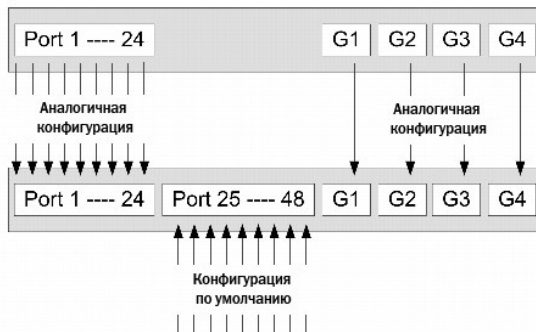 Port 1 ---- 24 G1 G2 G3 G4
Аналогичная
конфигурация
Аналогичная
конфигурация
Port 1 ---- 24 Port 25 ---- 48 G1 G2 G3 G4
Конфигурация
по умолчанию